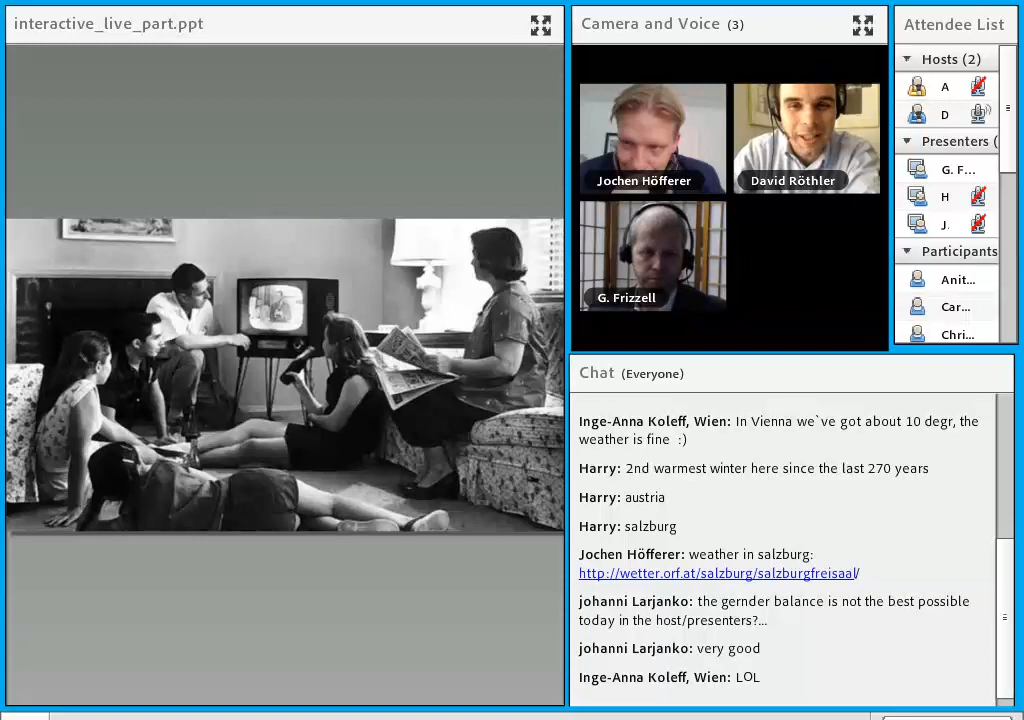 interactive_live_part.ppt
Camera and Voice (3)
Jochen Höfferer
David Röthler
G. Frizzell
Attendee List
Hosts (2)
A
D
Presenters (
G. F...
H
J.
Participants
Anit...
Car...
Chri...
Chat (Everyone)
Inge-Anna Koleff, Wien: In Vienna we`ve got about 10 degr, the
weather is fine :)
Harry: 2nd warmest winter here since the last 270 years
Harry: austria
Harry: salzburg
Jochen Höfferer: weather in salzburg:
http://wetter.orf.at/salzburg/salzburgfreisaal/
johanni Larjanko: the gernder balance is not the best possible
today in the host/presenters?...
johanni Larjanko: very good
Inge-Anna Koleff, Wien: LOL